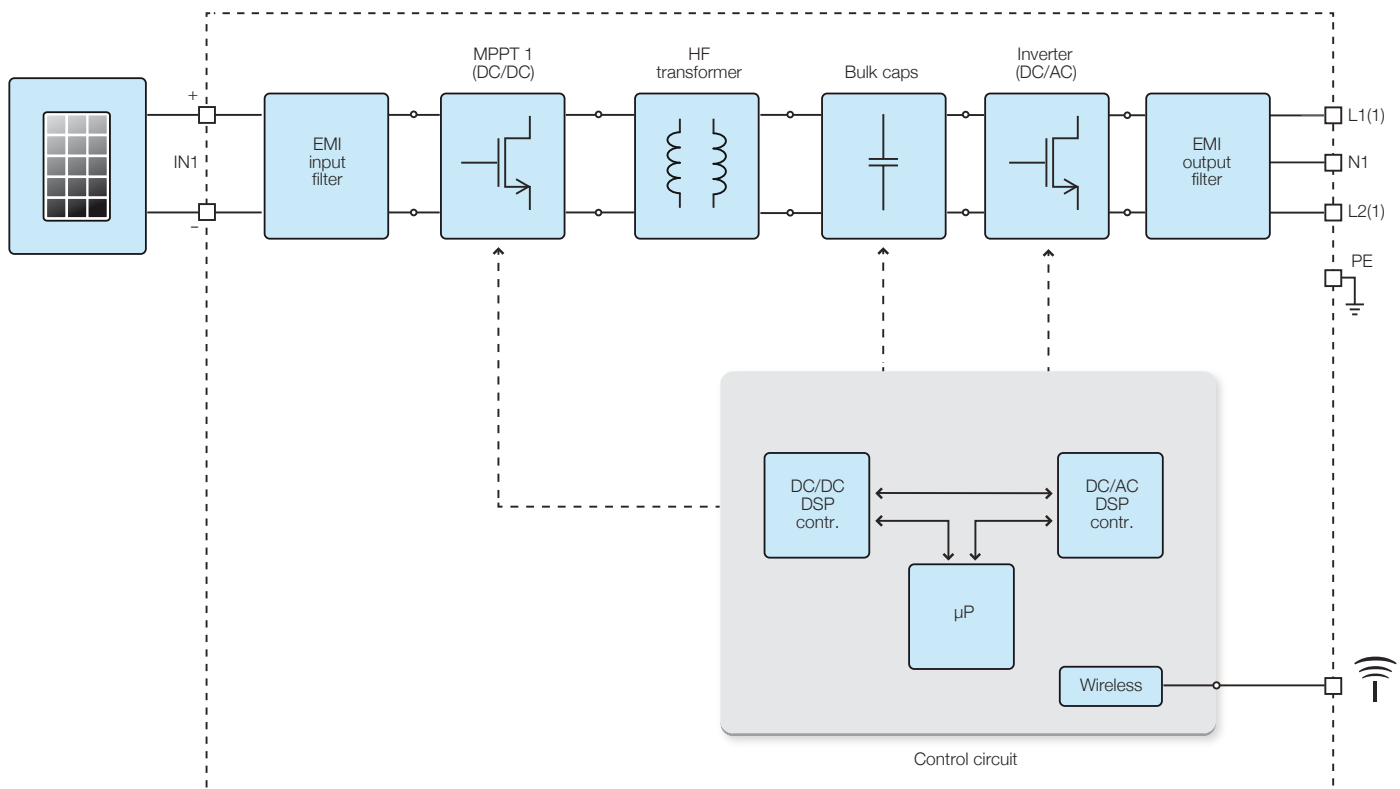 MPPT 1
(DC/DC)
HF
transformer
Bulk caps
Inverter
(DC/AC)
+
IN1
–
EMI
input
filter
EMI
output
filter
L1(1)
N1
L2(1)
PE
DC/DC
DSP
contr.
DC/AC
DSP
contr.
µP
Wireless
Control circuit